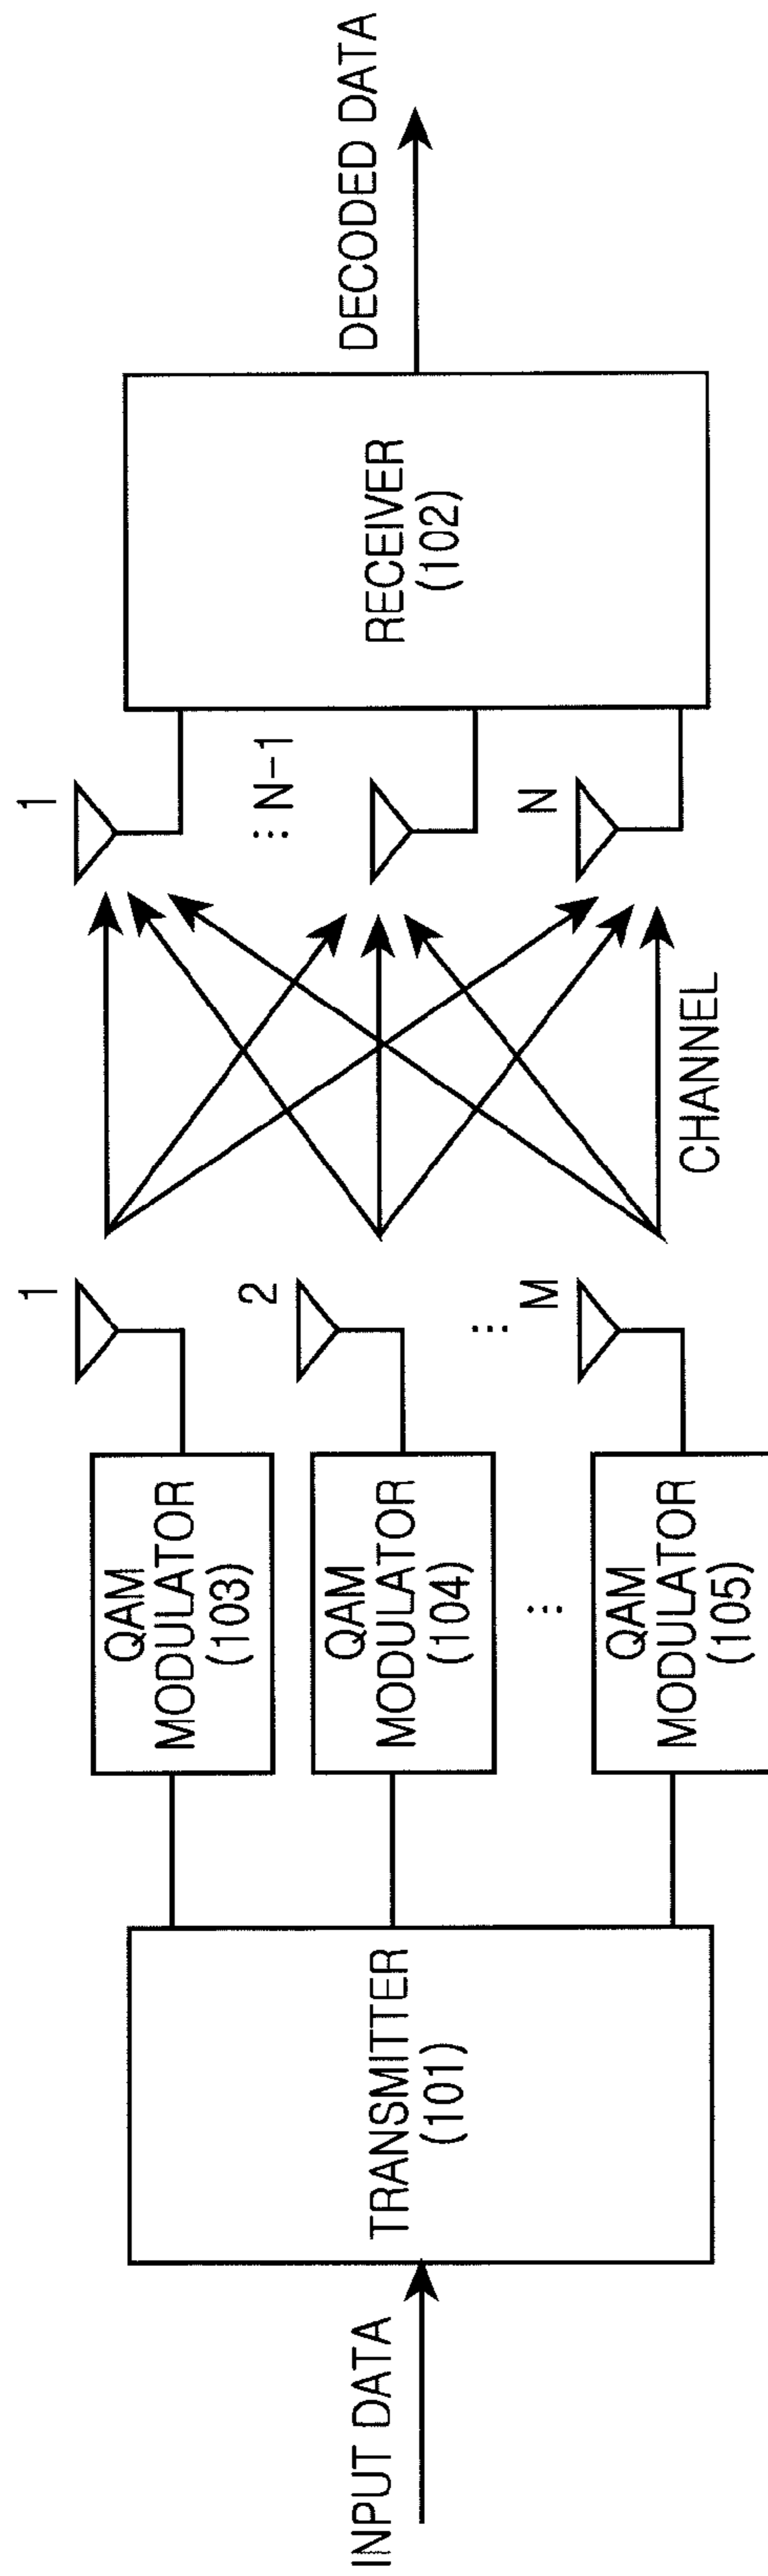 INPUT DATA
TRANSMITTER
(101)
QAM
MODULATOR
(103)
QAM
MODULATOR
(104)
⋮
QAM
MODULATOR
(105)
1
2
⋮
M
CHANNEL
1
⋮
N-1
N
RECEIVER
(102)
DECODED DATA